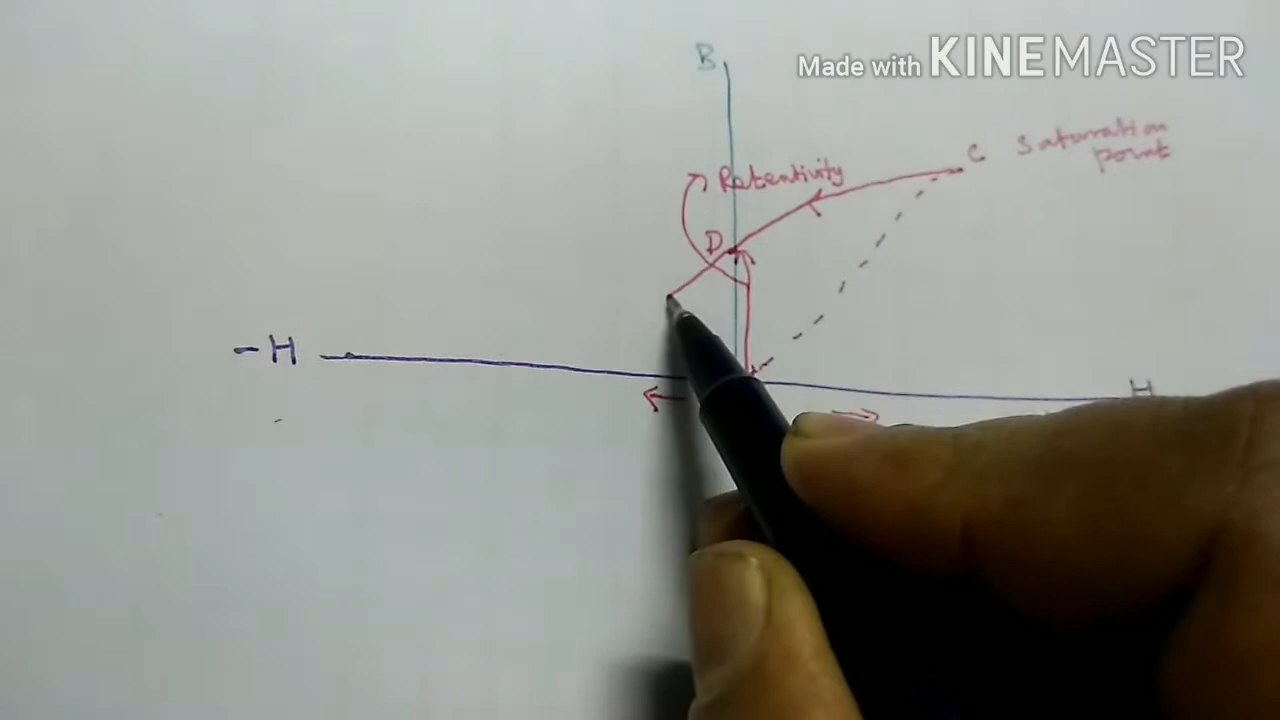 B
Made with KINEMASTER
C Saturation
point
Retentivity
D
-H
H